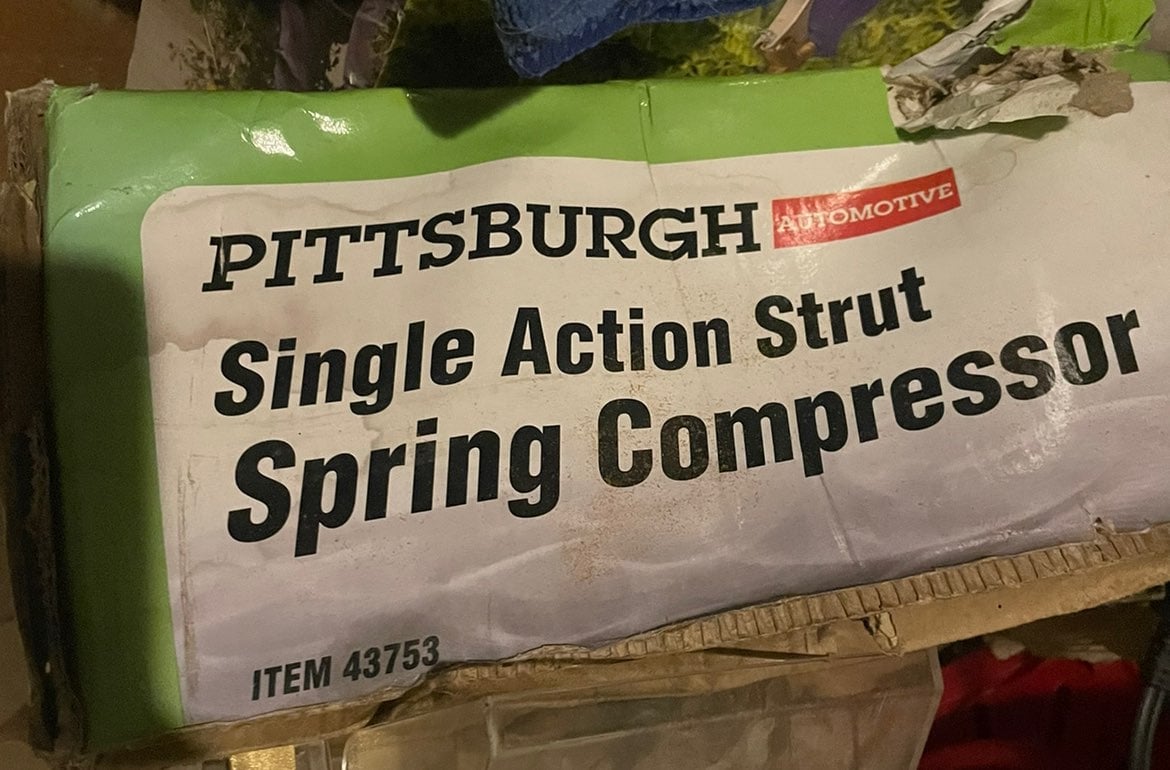 PITTSBURGH AUTOMOTIVE
Single Action Strut
Spring Compressor
ITEM 43753